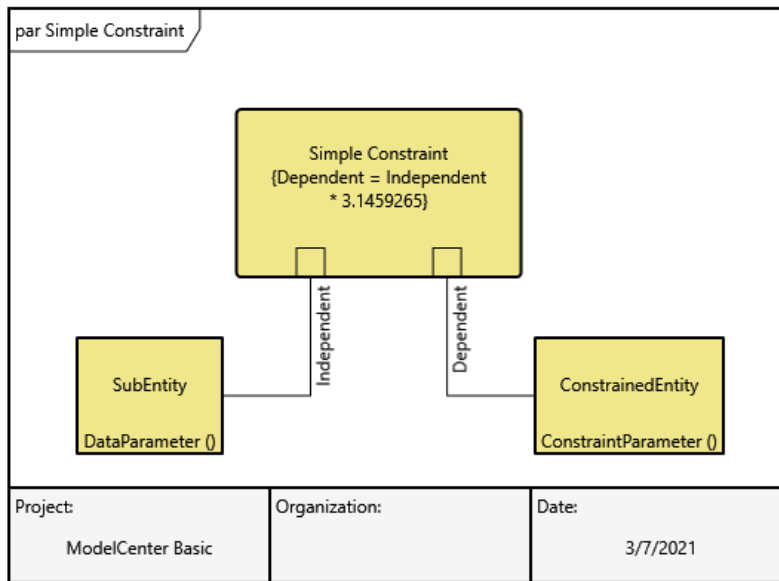 par Simple Constraint
Simple Constraint
{Dependent = Independent
* 3.1459265}
Independent
Dependent
SubEntity
DataParameter ()
ConstrainedEntity
ConstraintParameter ()
Project:
ModelCenter Basic
Organization:
Date:
3/7/2021